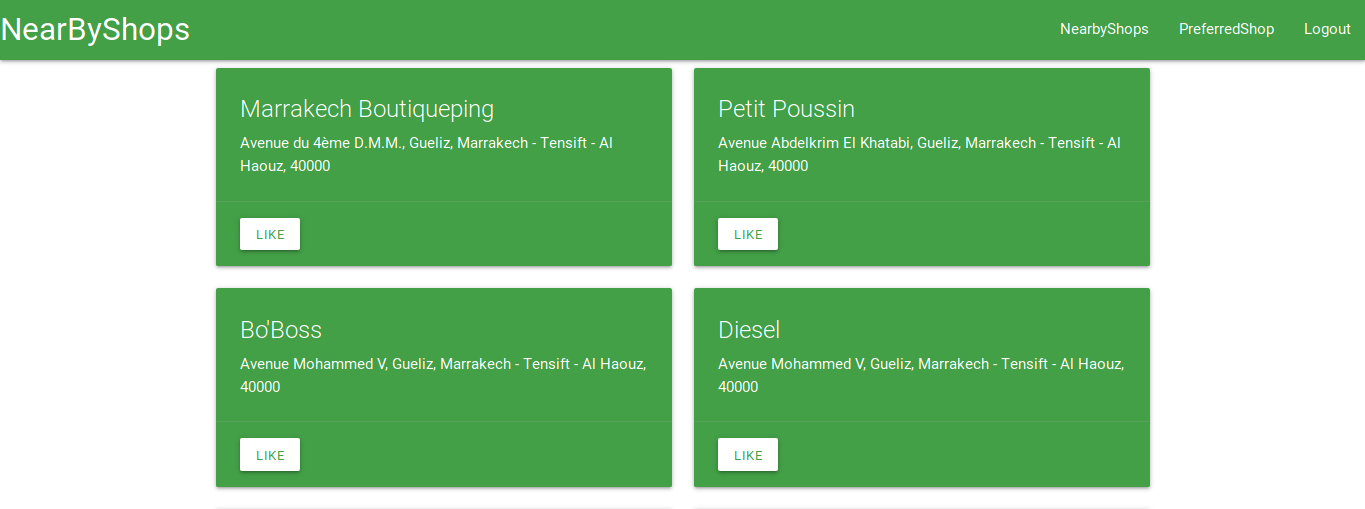 NearByShops
NearbyShops
PreferredShop
Logout
Marrakech Boutiqueping
Avenue du 4ème D.M.M., Gueliz, Marrakech - Tensift - Al
Haouz, 40000
LIKE
Petit Poussin
Avenue Abdelkrim El Khatabi, Gueliz, Marrakech - Tensift - Al
Haouz, 40000
LIKE
Bo'Boss
Avenue Mohammed V, Gueliz, Marrakech - Tensift - Al Haouz,
40000
LIKE
Diesel
Avenue Mohammed V, Gueliz, Marrakech - Tensift - Al Haouz,
40000
LIKE